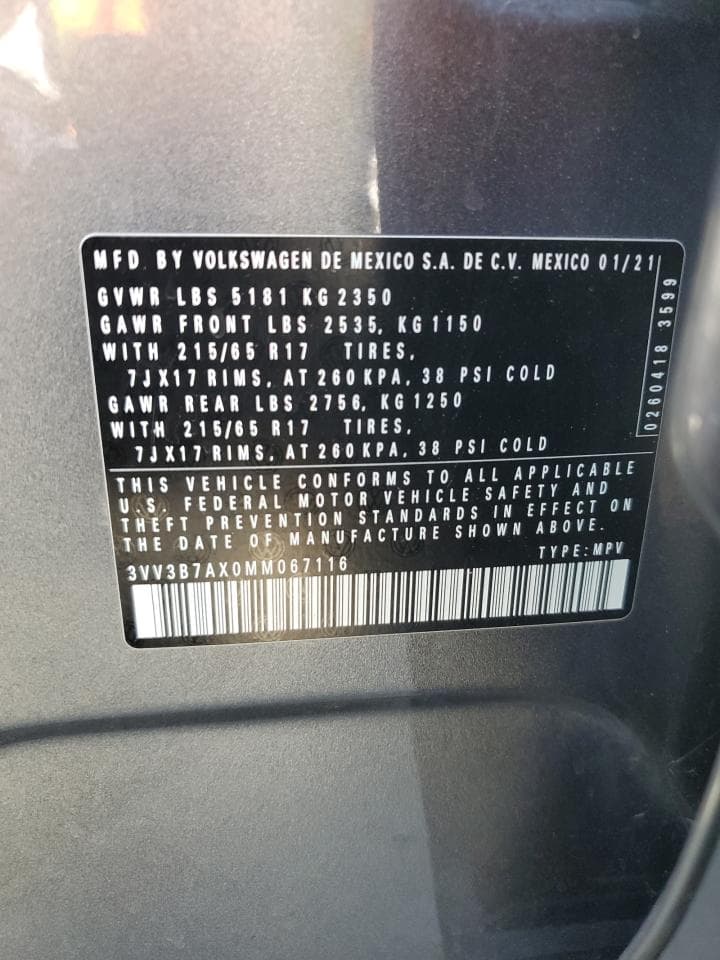 MFD. BY VOLKSWAGEN DE MEXICO S.A. DE C.V. MEXICO 01/21
GVWR LBS 5181 KG 2350
GAWR FRONT LBS 2535, KG 1150
WITH 215/65 R17 TIRES,
7JX17 RIMS, AT 260 KPA, 38 PSI COLD
GAWR REAR LBS 2756, KG 1250
WITH 215/65 R17 TIRES,
7JX17 RIMS, AT 260 KPA, 38 PSI COLD
0260418 3599
THIS VEHICLE CONFORMS TO ALL APPLICABLE
U.S. FEDERAL MOTOR VEHICLE SAFETY AND
THEFT PREVENTION STANDARDS IN EFFECT ON
THE DATE OF MANUFACTURE SHOWN ABOVE.
TYPE: MPV
3VV3B7AX0MM067116